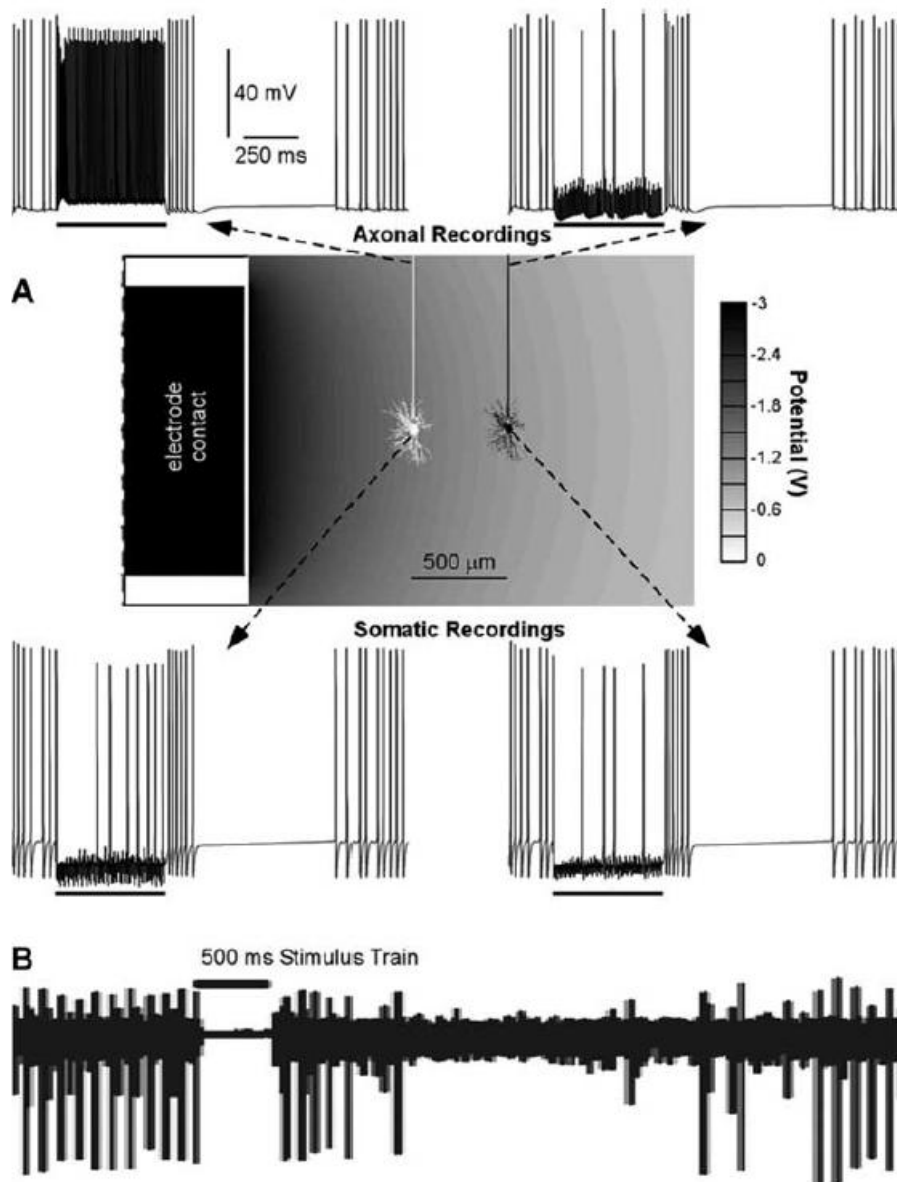 40 mV
250 ms
Axonal Recordings
A
electrode
contact
500 μm
-3
-2.4
-1.8
-1.2
-0.6
0
Potential (V)
Somatic Recordings
B
500 ms Stimulus Train